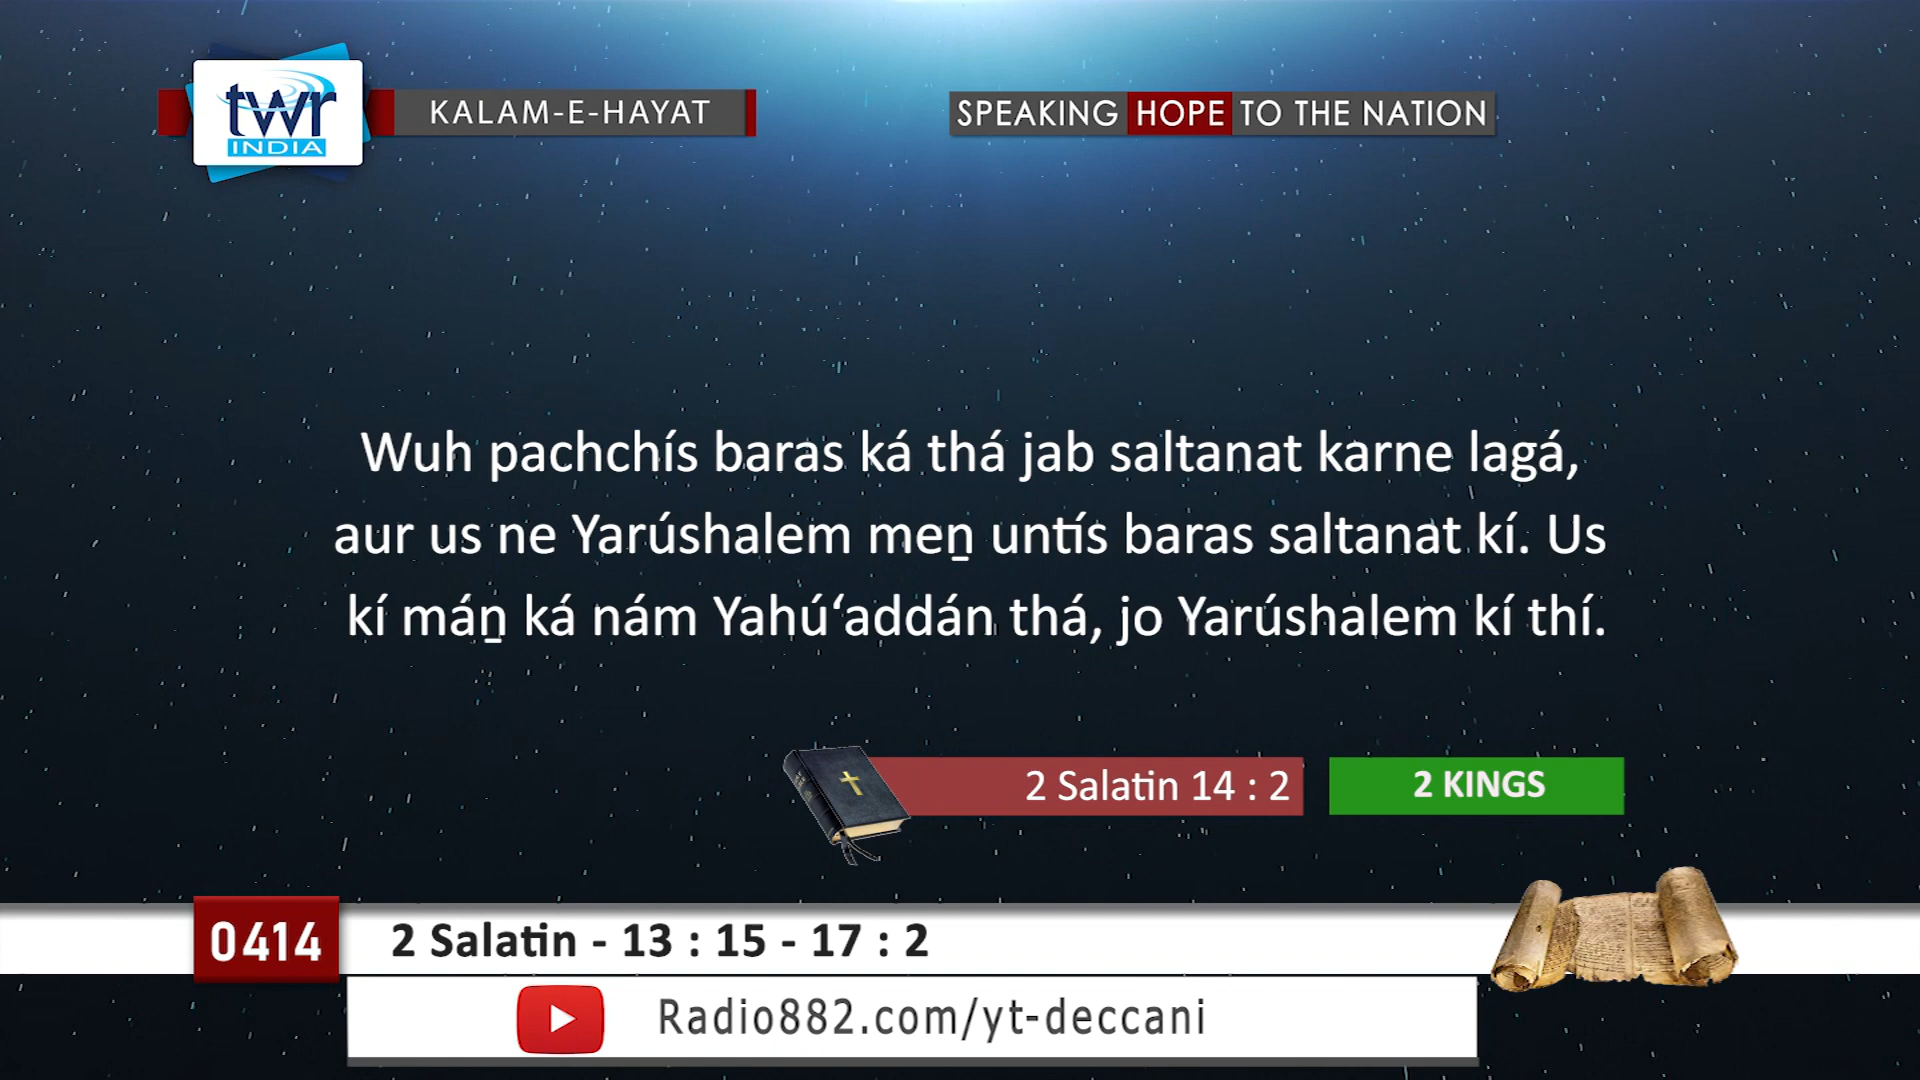 twr
INDIA
KALAM-E-HAYAT
SPEAKING HOPE TO THE NATION
Wuh pachchís baras ká thá jab saltanat karne lagá,
aur us ne Yarúshalem meṉ untís baras saltanat kí. Us
kí máṉ ká nám Yahú‘addán thá, jo Yarúshalem kí thí.
2 Salatin 14 : 2
2 KINGS
0414
2 Salatin - 13 : 15 - 17 : 2
Radio882.com/yt-deccani